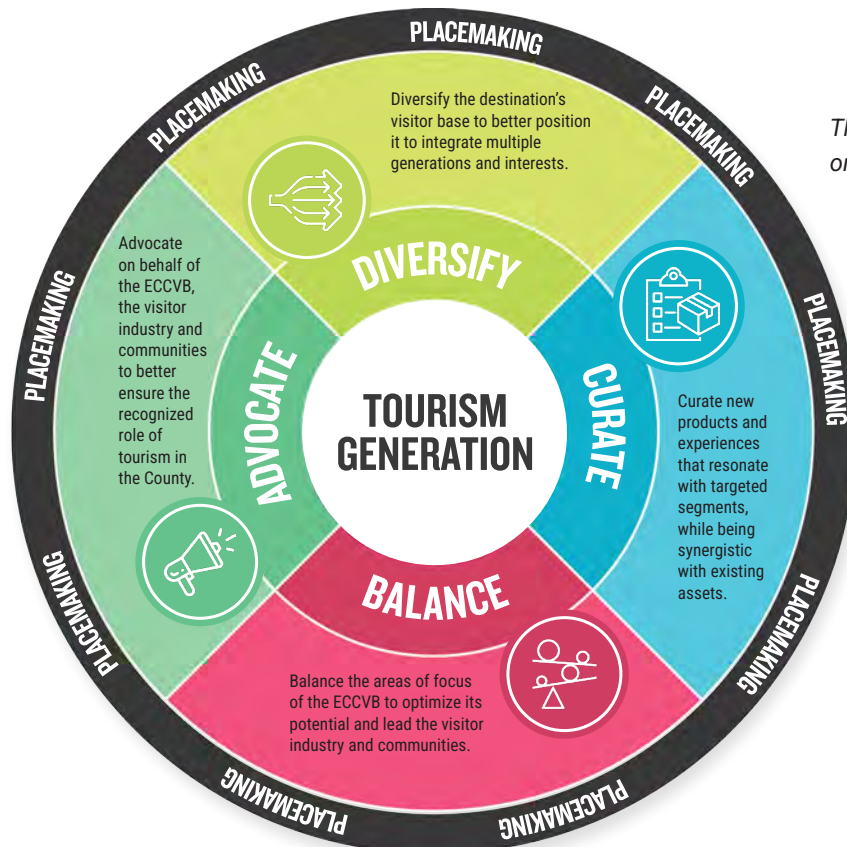 PLACEMAKING
PLACEMAKING
PLACEMAKING
PLACEMAKING
PLACEMAKING
PLACEMAKING
PLACEMAKING
PLACEMAKING
PLACEMAKING
Diversify the destination's
visitor base to better position
it to integrate multiple
generations and interests.
DIVERSIFY
Curate new
products and
experiences
that resonate
with targeted
segments,
while being
synergistic
with existing
assets.
CURATE
Balance the areas of focus
of the ECCVB to optimize its
potential and lead the visitor
industry and communities.
BALANCE
Advocate
on behalf of
the ECCVB,
the visitor
industry and
communities
to better
ensure the
recognized
role of
tourism in
the County.
ADVOCATE
TOURISM
GENERATION